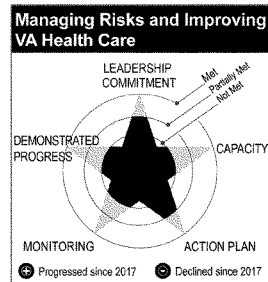 Managing Risks and Improving
VA Health Care
LEADERSHIP
COMMITMENT
Met
Partially Met
Not Met
DEMONSTRATED
PROGRESS
CAPACITY
MONITORING
ACTION PLAN
+ Progressed since 2017
- Declined since 2017